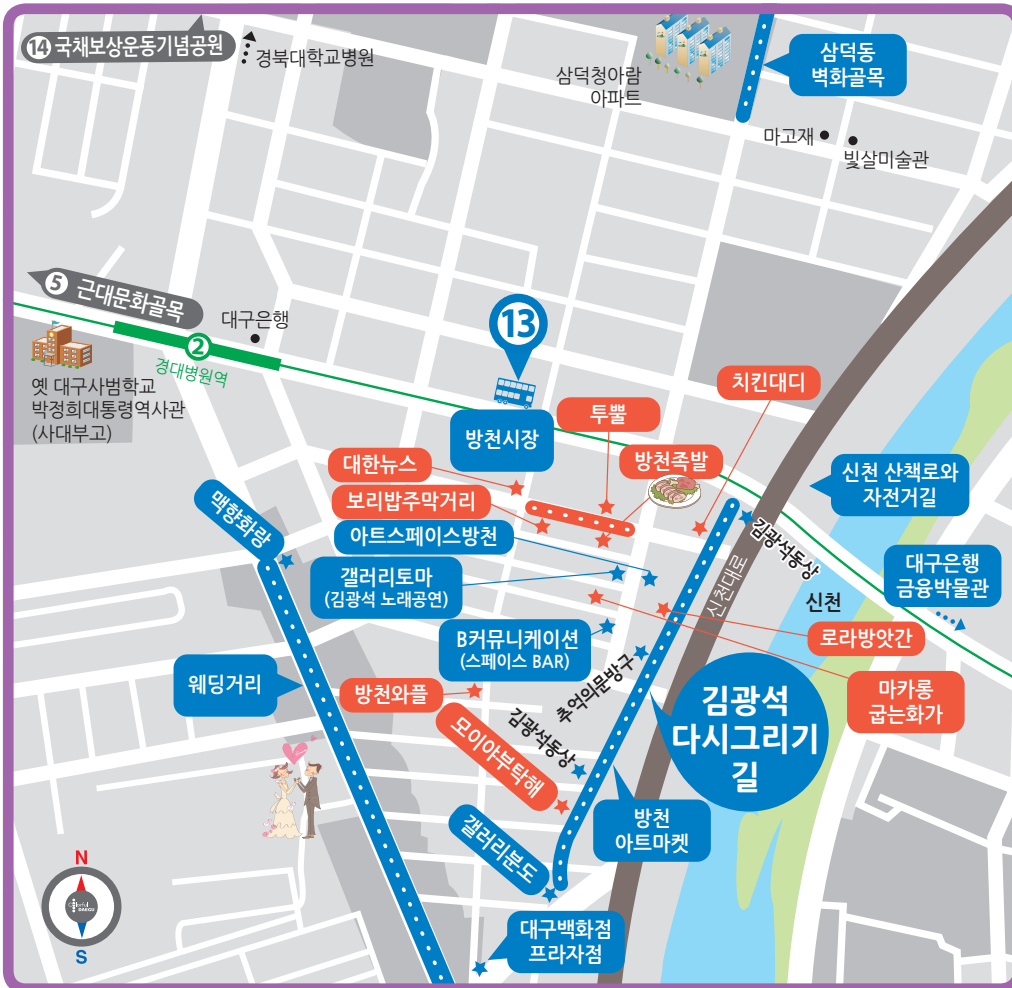 14 국채보상운동기념공원
경북대학교병원
삼덕청아람
아파트
삼덕동
벽화골목
마고재
빛살미술관
5 근대문화골목
대구은행
2
경대병원역
옛 대구사범학교
박정희대통령역사관
(사대부고)
13
방천시장
투뿔
치킨대디
대한뉴스
방천족발
보리밥주막거리
신천 산책로와
자전거길
맥향화랑
아트스페이스방천
김광석동상
갤러리토마
(김광석 노래공연)
신천대로
신천
대구은행
금융박물관
B커뮤니케이션
(스페이스 BAR)
로라방앗간
웨딩거리
방천와플
추억의문방구
마카롱
굽는화가
김광석동상
모이야부탁해
김광석
다시그리기
길
방천
아트마켓
갤러리분도
대구백화점
프라자점
N
S